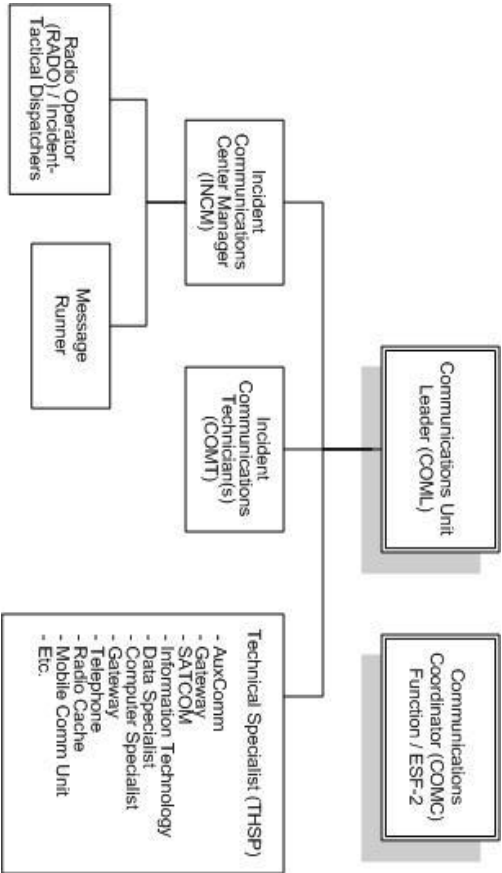 Communications Unit
Leader (COML)
Communications
Coordinator (COMC)
Function / ESF-2
Incident
Communications
Center Manager
(INCM)
Incident
Communications
Technician(s)
(COMT)
Technical Specialist (THSP)
- AuxComm
- Gateway
- SATCOM
- Information Technology
- Data Specialist
- Computer Specialist
- Gateway
- Telephone
- Radio Cache
- Mobile Comm Unit
- Etc.
Radio Operator
(RADO) / Incident-
Tactical Dispatchers
Message
Runner